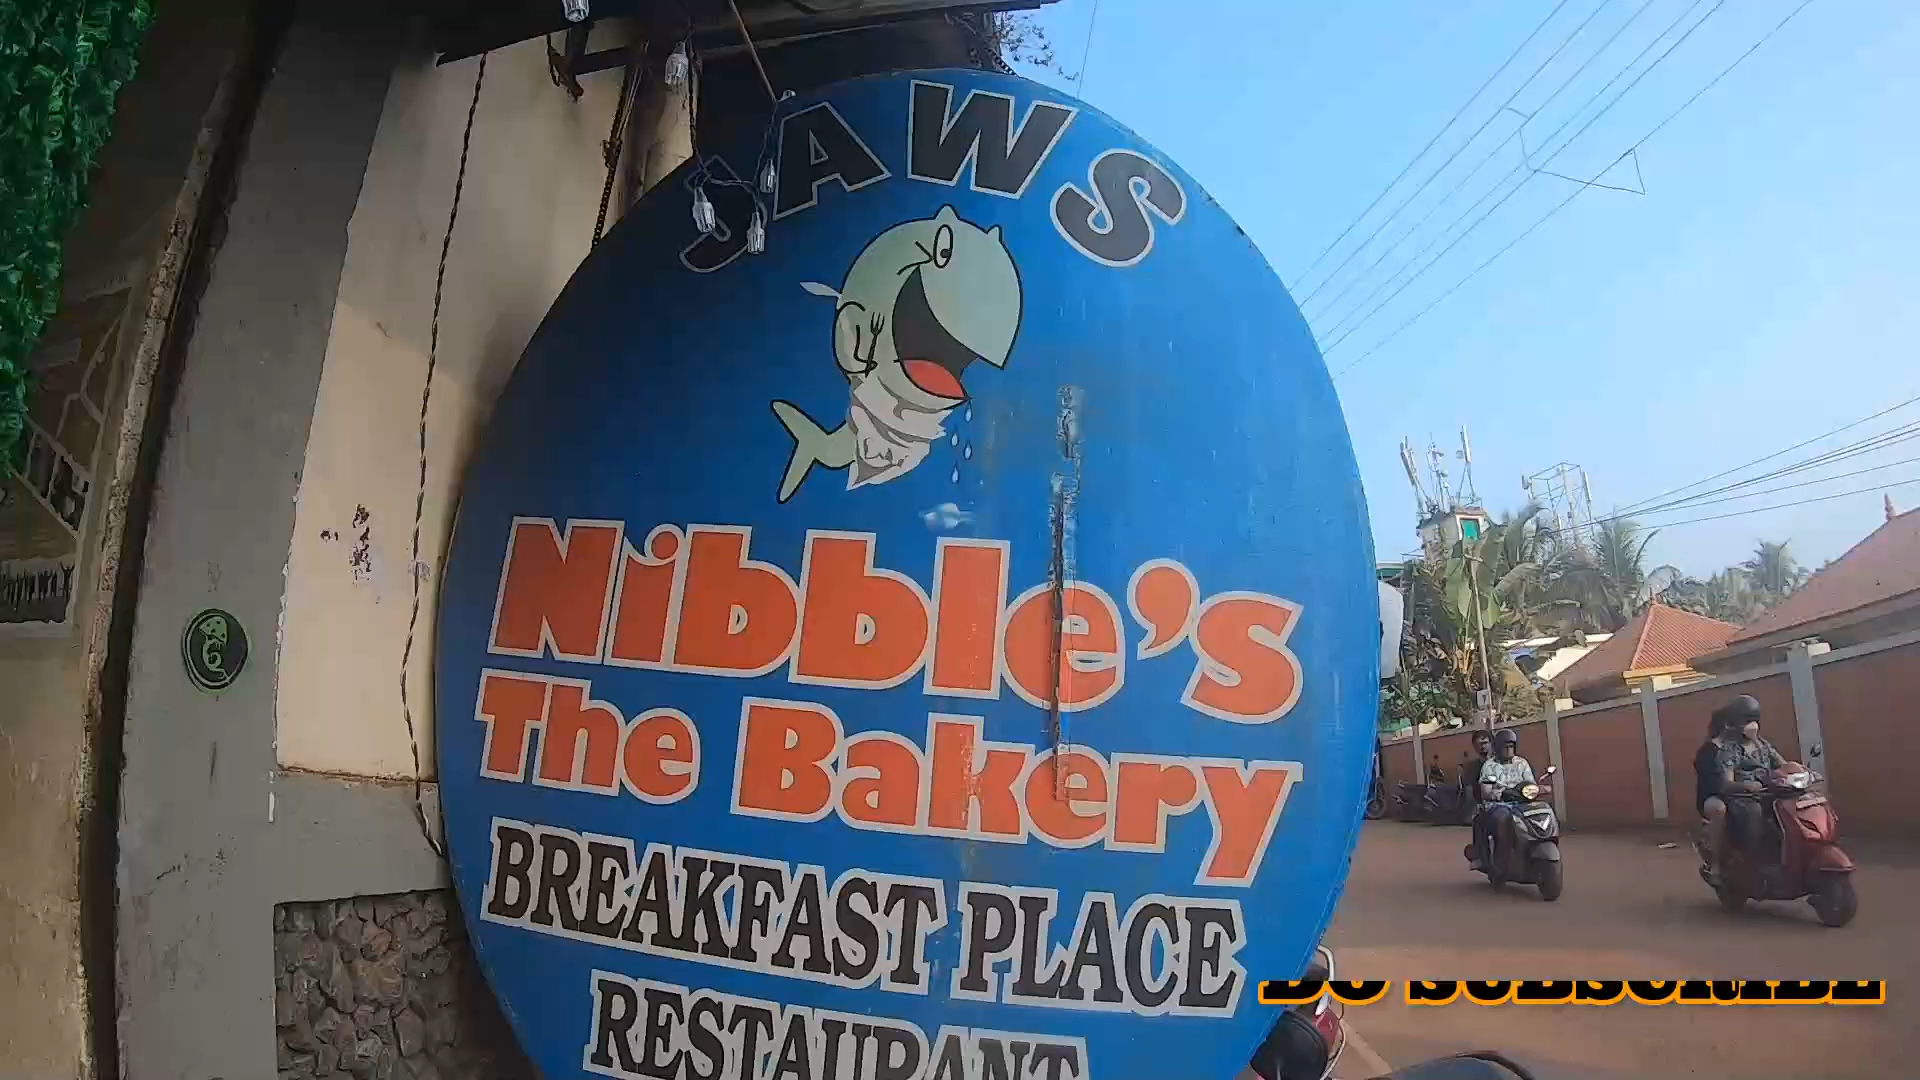 JAWS
Nibble's
The Bakery
BREAKFAST PLACE
RESTAURANT
DO SUBSCRIBE